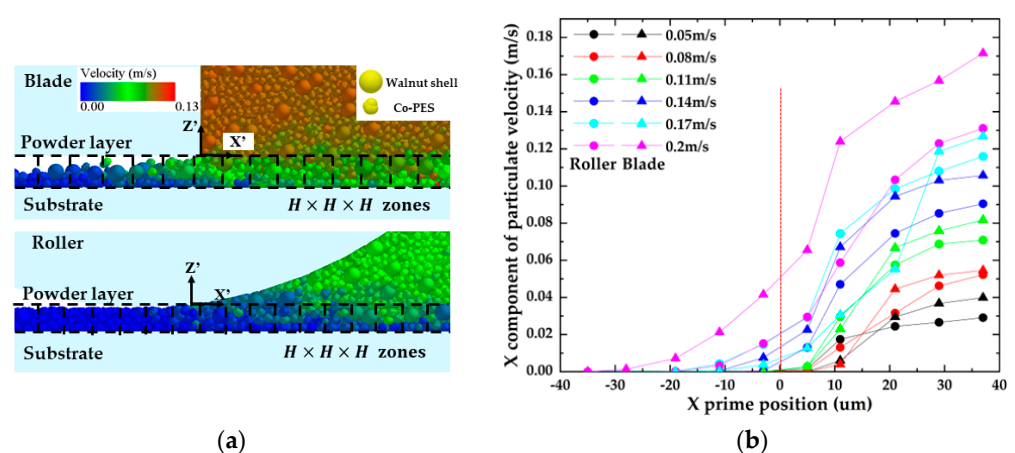 Blade
Velocity (m/s)
0.00
0.13
Walnut shell
Co-PES
Z'
X'
Powder layer
Substrate
H × H × H zones
Roller
Z'
X'
Powder layer
Substrate
H × H × H zones
(a)
X component of particulate velocity (m/s)
0.18
0.16
0.14
0.12
0.10
0.08
0.06
0.04
0.02
0.00
0.05m/s
0.08m/s
0.11m/s
0.14m/s
0.17m/s
0.2m/s
Roller Blade
-40 -30 -20 -10 0 10 20 30 40
X prime position (um)
(b)